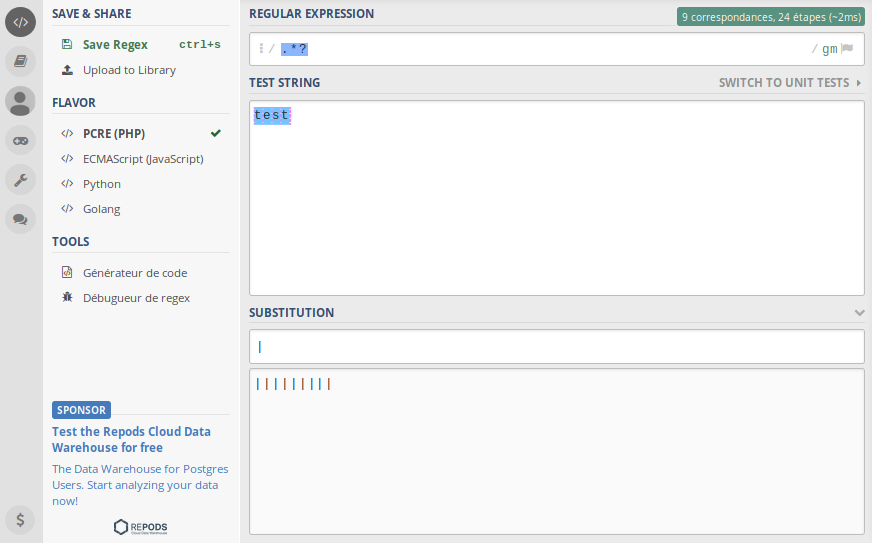 SAVE & SHARE
Save Regex ctrl+s
Upload to Library
FLAVOR
</> PCRE (PHP)
</> ECMAScript (JavaScript)
</> Python
</> Golang
TOOLS
Générateur de code
Débugueur de regex
SPONSOR
Test the Repods Cloud Data
Warehouse for free
The Data Warehouse for Postgres
Users. Start analyzing your data
now!
REPODS
Cloud Data Warehouse
</>
$
REGULAR EXPRESSION
9 correspondances, 24 étapes (~2ms)
/ .*? / gm
TEST STRING
SWITCH TO UNIT TESTS
test
SUBSTITUTION
|
|||||||||